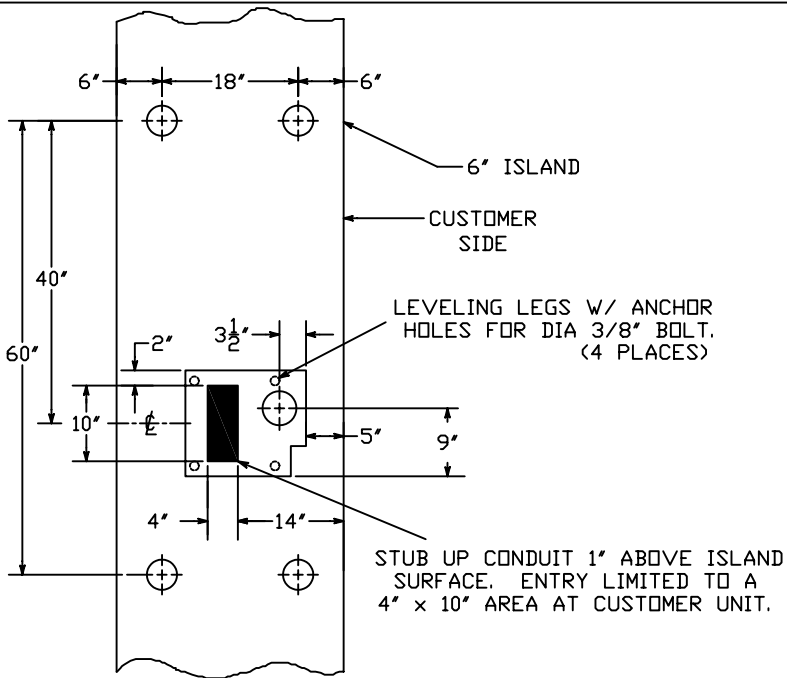 6" 18" 6"
6" ISLAND
CUSTOMER
SIDE
40"
LEVELING LEGS W/ ANCHOR
HOLES FOR DIA 3/8" BOLT.
(4 PLACES)
3 1/2"
2"
60"
10" ℄
5"
9"
4" 14"
STUB UP CONDUIT 1" ABOVE ISLAND
SURFACE. ENTRY LIMITED TO A
4" x 10" AREA AT CUSTOMER UNIT.